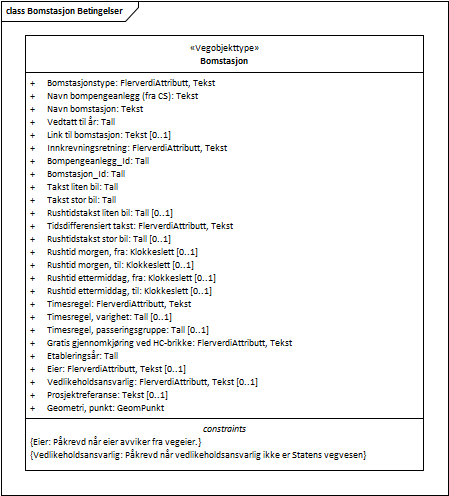 class Bomstasjon Betingelser
«Vegobjekttype»
Bomstasjon
+ Bomstasjonstype: FlerverdiAttributt, Tekst
+ Navn bompengeanlegg (fra CS): Tekst
+ Navn bomstasjon: Tekst
+ Vedtatt til år: Tall
+ Link til bomstasjon: Tekst [0..1]
+ Innkrevningsretning: FlerverdiAttributt, Tekst
+ Bompengeanlegg_Id: Tall
+ Bomstasjon_Id: Tall
+ Takst liten bil: Tall
+ Takst stor bil: Tall
+ Rushtidstakst liten bil: Tall [0..1]
+ Tidsdifferensiert takst: FlerverdiAttributt, Tekst
+ Rushtidstakst stor bil: Tall [0..1]
+ Rushtid morgen, fra: Klokkeslett [0..1]
+ Rushtid morgen, til: Klokkeslett [0..1]
+ Rushtid ettermiddag, fra: Klokkeslett [0..1]
+ Rushtid ettermiddag, til: Klokkeslett [0..1]
+ Timesregel: FlerverdiAttributt, Tekst
+ Timesregel, varighet: Tall [0..1]
+ Timesregel, passeringsgruppe: Tall [0..1]
+ Gratis gjennomkjøring ved HC-brikke: FlerverdiAttributt, Tekst
+ Etableringsår: Tall
+ Eier: FlerverdiAttributt, Tekst [0..1]
+ Vedlikeholdsansvarlig: FlerverdiAttributt, Tekst [0..1]
+ Prosjektreferanse: Tekst [0..1]
+ Geometri, punkt: GeomPunkt
constraints
{Eier: Påkrevd når eier avviker fra vegeier.}
{Vedlikeholdsansvarlig: Påkrevd når vedlikeholdsansvarlig ikke er Statens vegvesen}